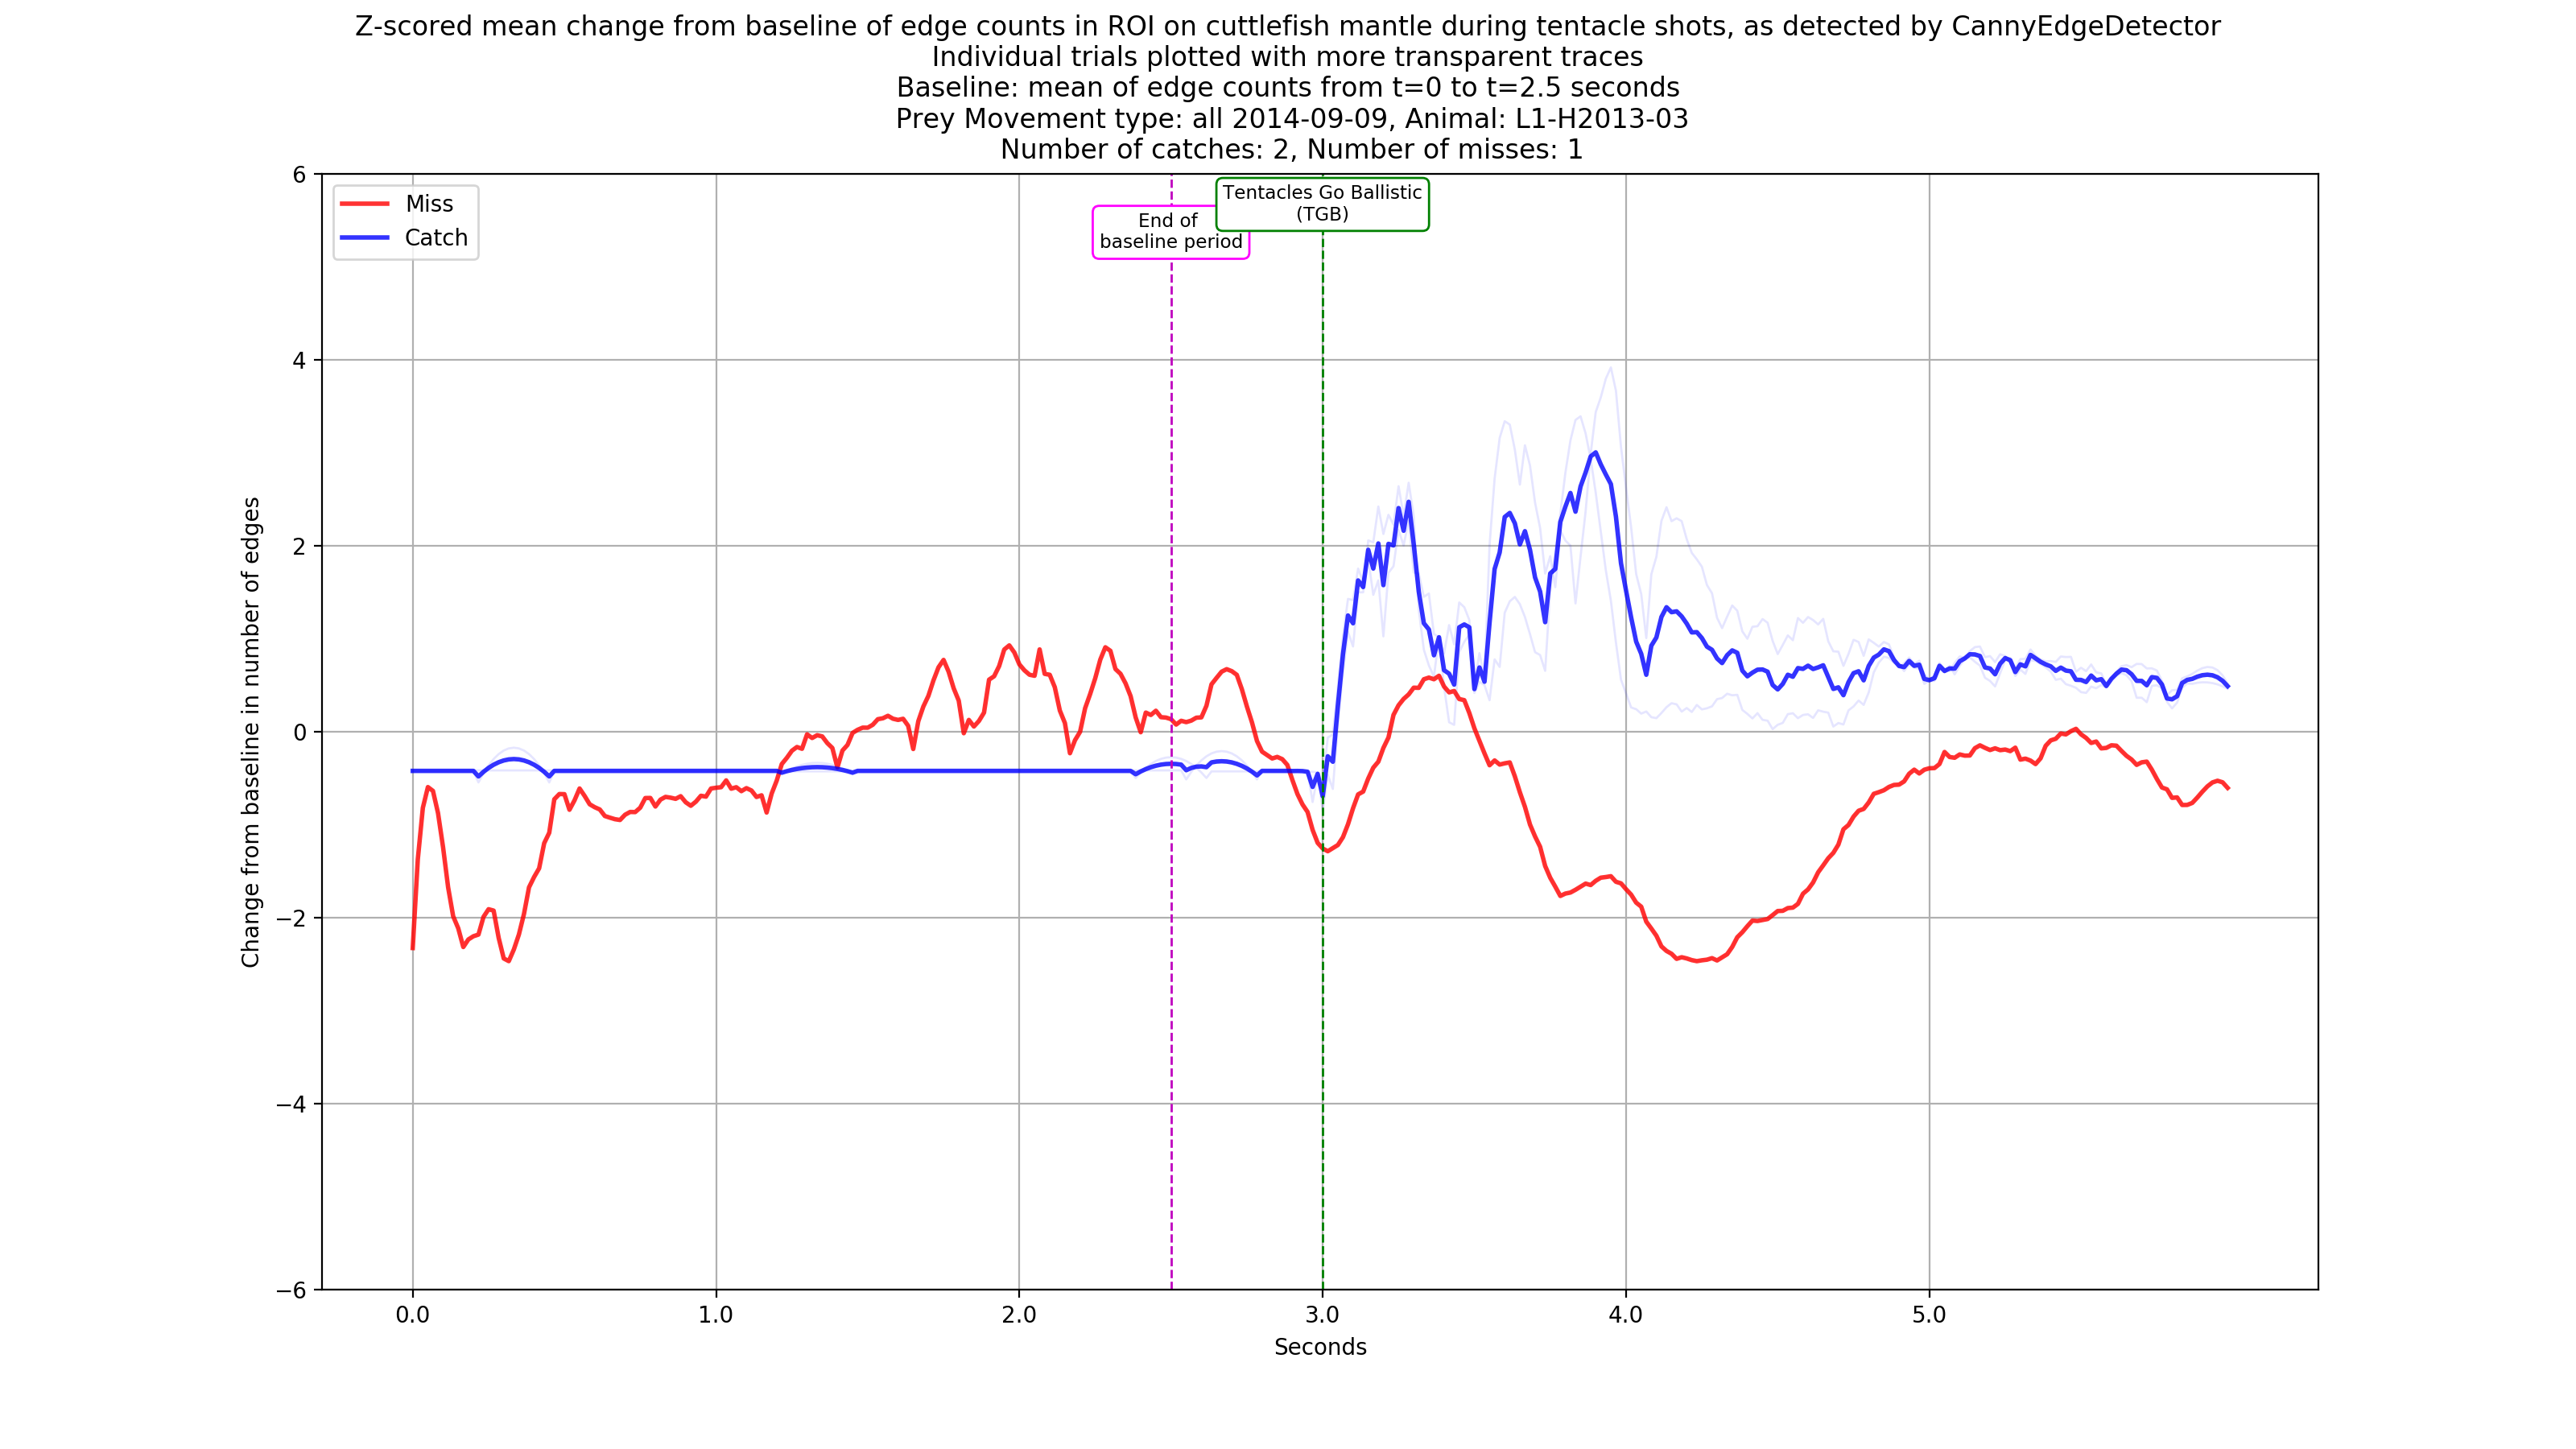 Z-scored mean change from baseline of edge counts in ROI on cuttlefish mantle during tentacle shots, as detected by CannyEdgeDetector
Individual trials plotted with more transparent traces
Baseline: mean of edge counts from t=0 to t=2.5 seconds
Prey Movement type: all 2014-09-09, Animal: L1-H2013-03
Number of catches: 2, Number of misses: 1
Miss
Catch
Tentacles Go Ballistic
(TGB)
End of
baseline period
Change from baseline in number of edges
6
4
2
0
−2
−4
−6
0.0 1.0 2.0 3.0 4.0 5.0
Seconds